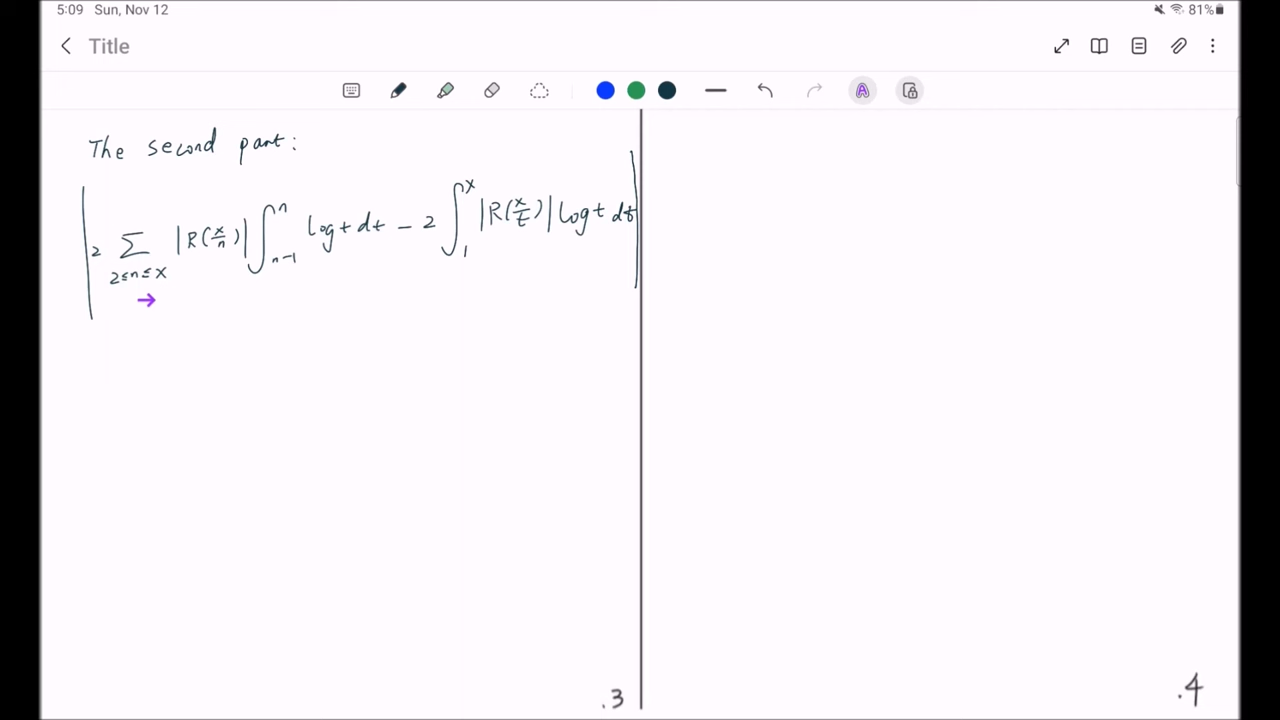 5:09 Sun, Nov 12 81%
Title
A
The second part:
| 2 ∑_{2≤n≤x} |R(x/n)| ∫_{n-1}^{n} log t dt − 2 ∫_{1}^{x} |R(x/t)| log t dt |
→
.3
.4